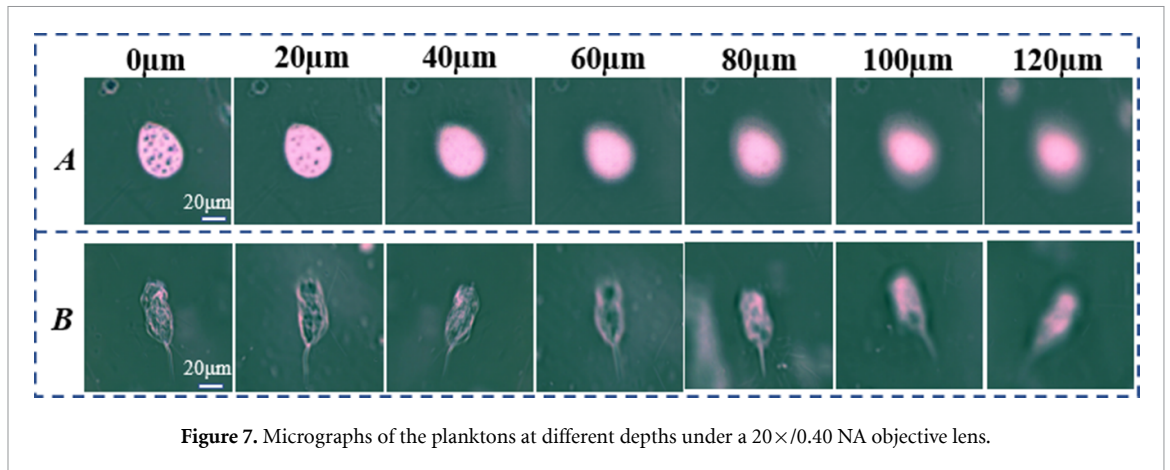 0μm 20μm 40μm 60μm 80μm 100μm 120μm
A
20μm
B
20μm
Figure 7. Micrographs of the planktons at different depths under a 20×/0.40 NA objective lens.